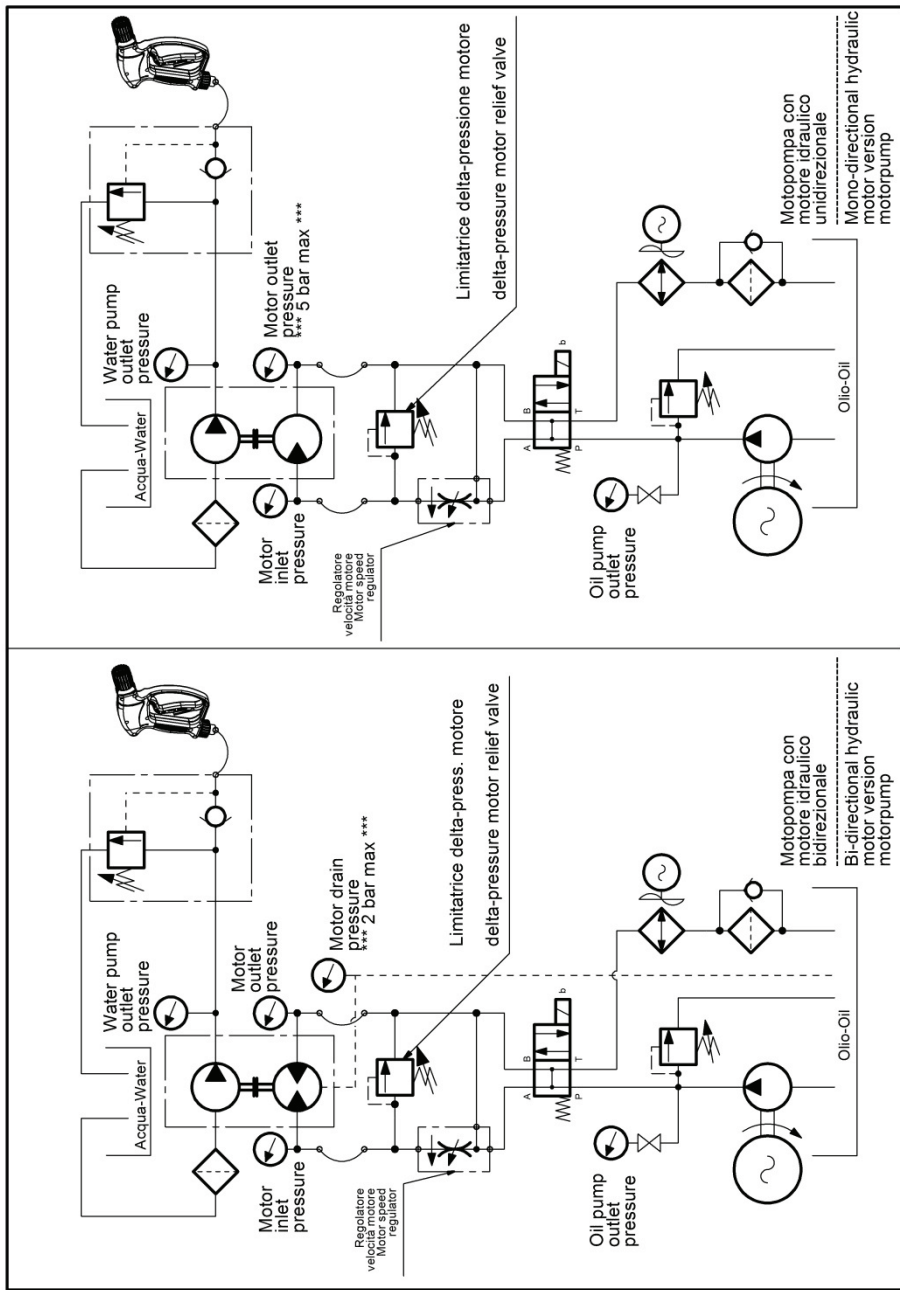 Acqua-Water
Water pump
outlet
pressure
Motor
inlet
pressure
Motor
outlet
pressure
Motor drain
pressure
*** 2 bar max ***
Regolatore
velocità motore
Motor speed
regulator
Limitatrice delta-press. motore
delta-pressure motor relief valve
A
B
P
T
b
Oil pump
outlet
pressure
Olio-Oil
Motopompa con
motore idraulico
bidirezionale
Bi-directional hydraulic
motor version
motorpump
Acqua-Water
Water pump
outlet
pressure
Motor
inlet
pressure
Motor outlet
pressure
*** 5 bar max ***
Regolatore
velocità motore
Motor speed
regulator
Limitatrice delta-pressione motore
delta-pressure motor relief valve
A
B
P
T
b
Oil pump
outlet
pressure
Olio-Oil
Motopompa con
motore idraulico
unidirezionale
Mono-directional hydraulic
motor version
motorpump